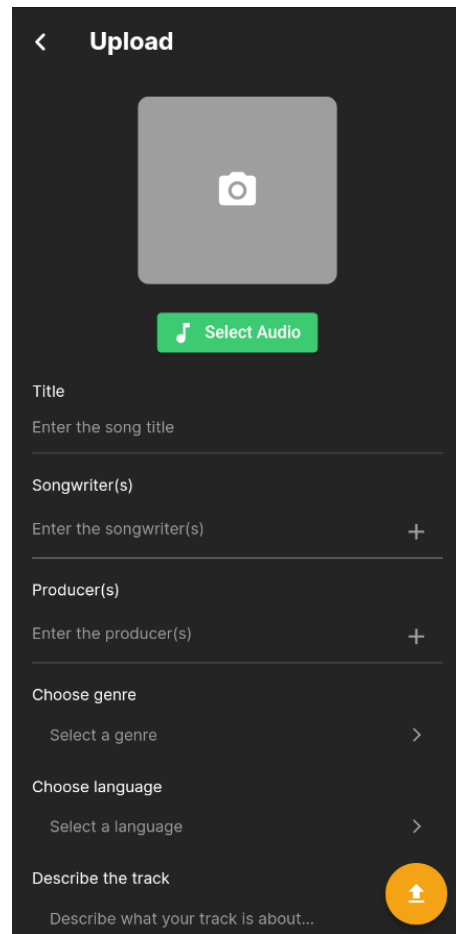 Upload
Select Audio
Title
Enter the song title
Songwriter(s)
Enter the songwriter(s)
Producer(s)
Enter the producer(s)
Choose genre
Select a genre
Choose language
Select a language
Describe the track
Describe what your track is about...